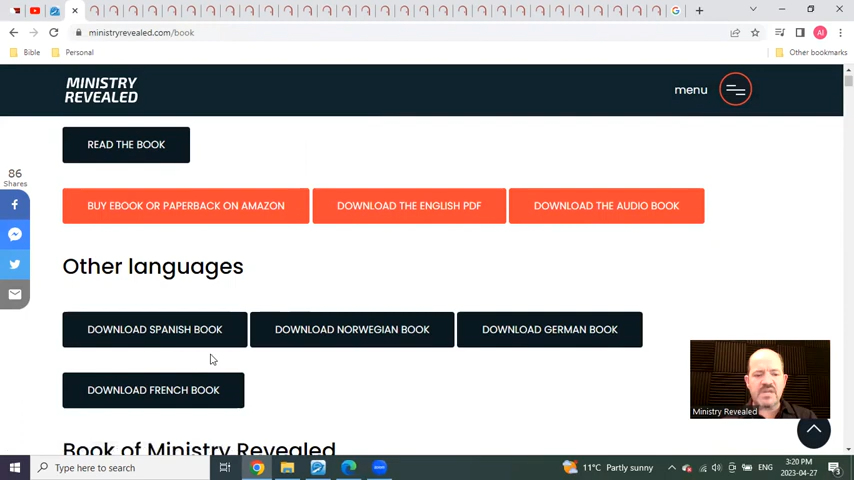 ministryrevealed.com/book
Bible
Personal
Other bookmarks
AI
MINISTRY
REVEALED
menu
READ THE BOOK
86
Shares
BUY EBOOK OR PAPERBACK ON AMAZON
DOWNLOAD THE ENGLISH PDF
DOWNLOAD THE AUDIO BOOK
Other languages
DOWNLOAD SPANISH BOOK
DOWNLOAD NORWEGIAN BOOK
DOWNLOAD GERMAN BOOK
DOWNLOAD FRENCH BOOK
Ministry Revealed
Book of Ministry Revealed
Type here to search
11°C Partly sunny
ENG
3:20 PM
2023-04-27